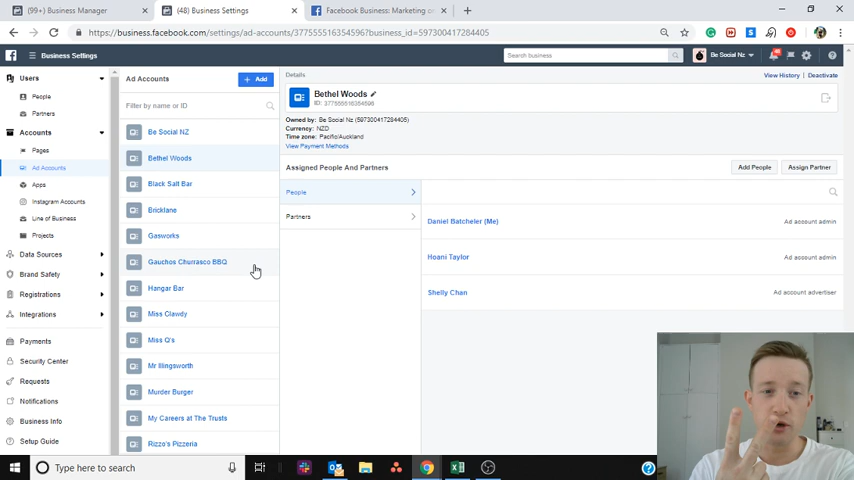 (99+) Business Manager
(48) Business Settings
Facebook Business: Marketing o
https://business.facebook.com/settings/ad-accounts/377555516354596?business_id=597300417284405
Business Settings
Search business
Be Social Nz
Users
People
Partners
Accounts
Pages
Ad Accounts
Apps
Instagram Accounts
Line of Business
Projects
Data Sources
Brand Safety
Registrations
Integrations
Payments
Security Center
Requests
Notifications
Business Info
Setup Guide
Ad Accounts
+ Add
Filter by name or ID
Be Social NZ
Bethel Woods
Black Salt Bar
Bricklane
Gasworks
Gauchos Churrasco BBQ
Hangar Bar
Miss Clawdy
Miss Q's
Mr Illingsworth
Murder Burger
My Careers at The Trusts
Rizzo's Pizzeria
Details
View History
Deactivate
Bethel Woods
ID: 377555516354596
Owned by: Be Social Nz (597300417284405)
Currency: NZD
Time zone: Pacific/Auckland
View Payment Methods
Assigned People And Partners
Add People
Assign Partner
People
Partners
Daniel Batcheler (Me)
Ad account admin
Hoani Taylor
Ad account admin
Shelly Chan
Ad account advertiser
Type here to search